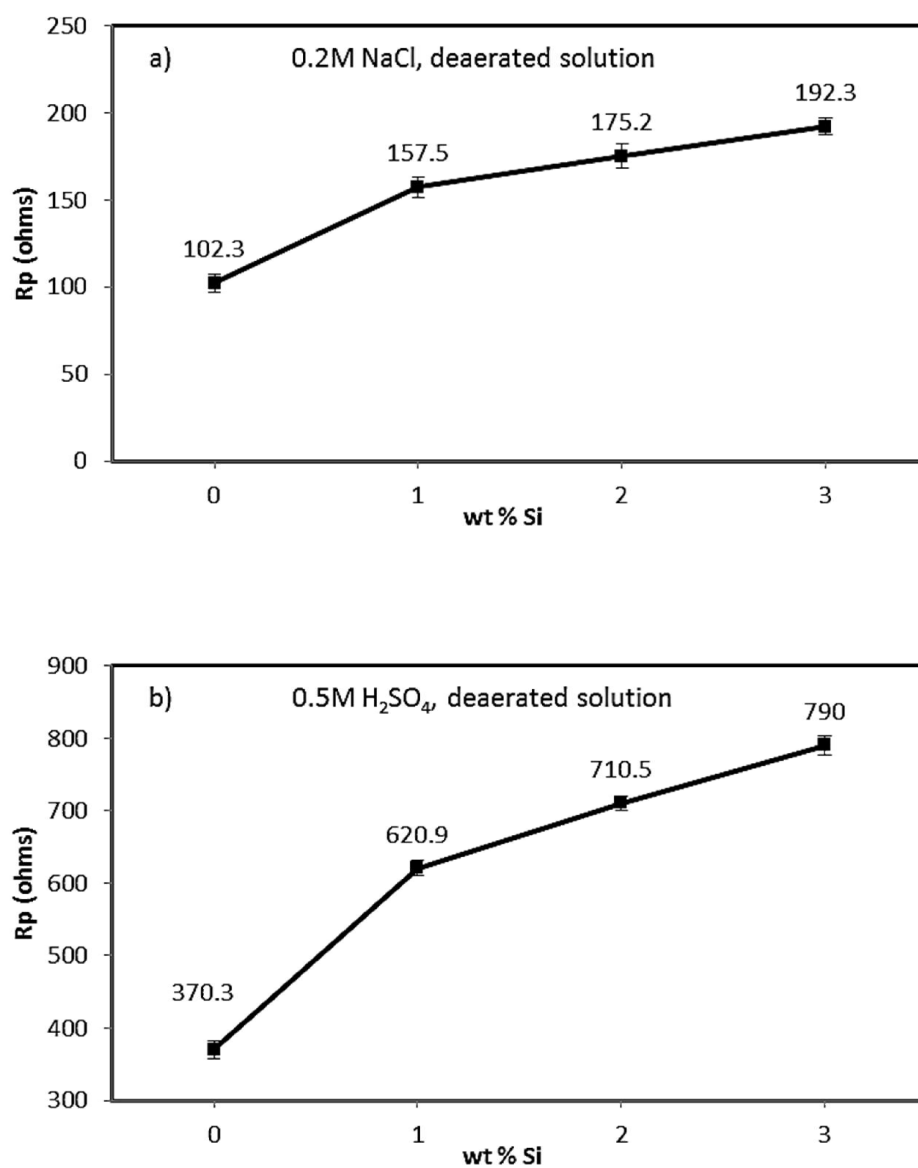 a) 0.2M NaCl, deaerated solution
250
200
150
100
50
0
Rp (ohms)
102.3
157.5
175.2
192.3
0 1 2 3
wt % Si
b) 0.5M H₂SO₄, deaerated solution
900
800
700
600
500
400
300
Rp (ohms)
370.3
620.9
710.5
790
0 1 2 3
wt % Si